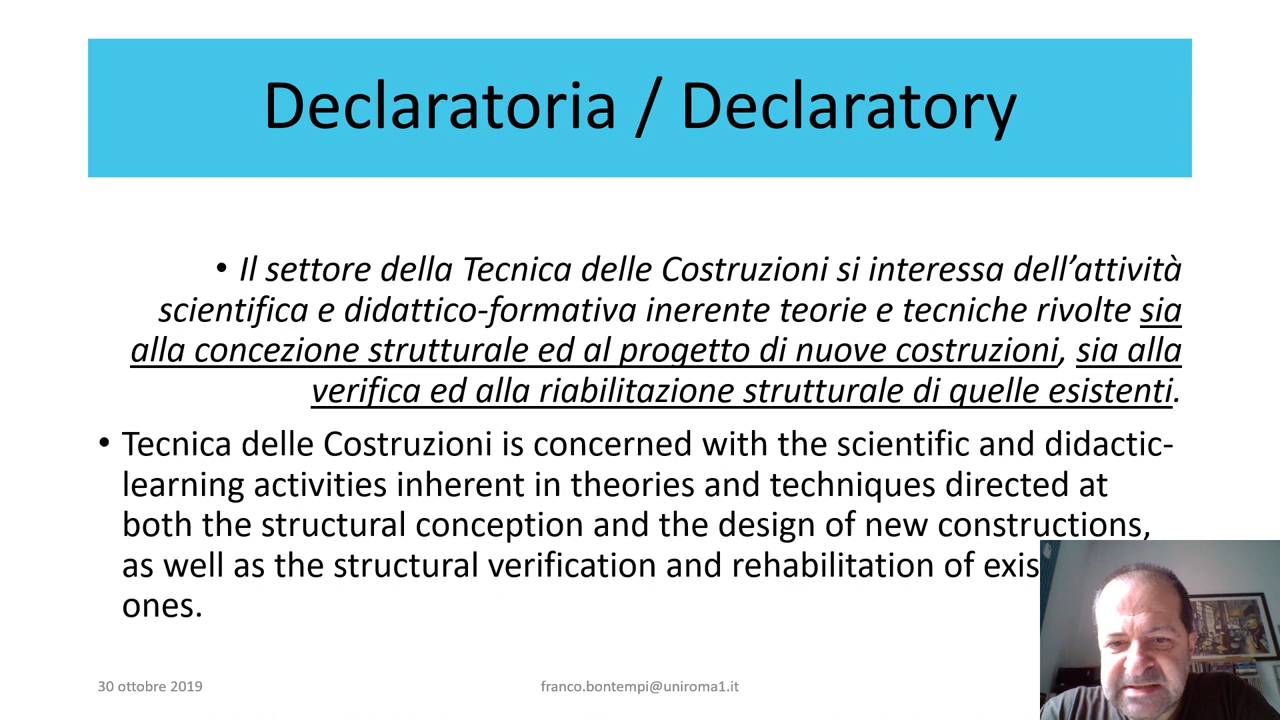 Declaratoria / Declaratory
• Il settore della Tecnica delle Costruzioni si interessa dell’attività
scientifica e didattico-formativa inerente teorie e tecniche rivolte sia
alla concezione strutturale ed al progetto di nuove costruzioni, sia alla
verifica ed alla riabilitazione strutturale di quelle esistenti.
• Tecnica delle Costruzioni is concerned with the scientific and didactic-
learning activities inherent in theories and techniques directed at
both the structural conception and the design of new constructions,
as well as the structural verification and rehabilitation of exis
ones.
30 ottobre 2019
franco.bontempi@uniroma1.it